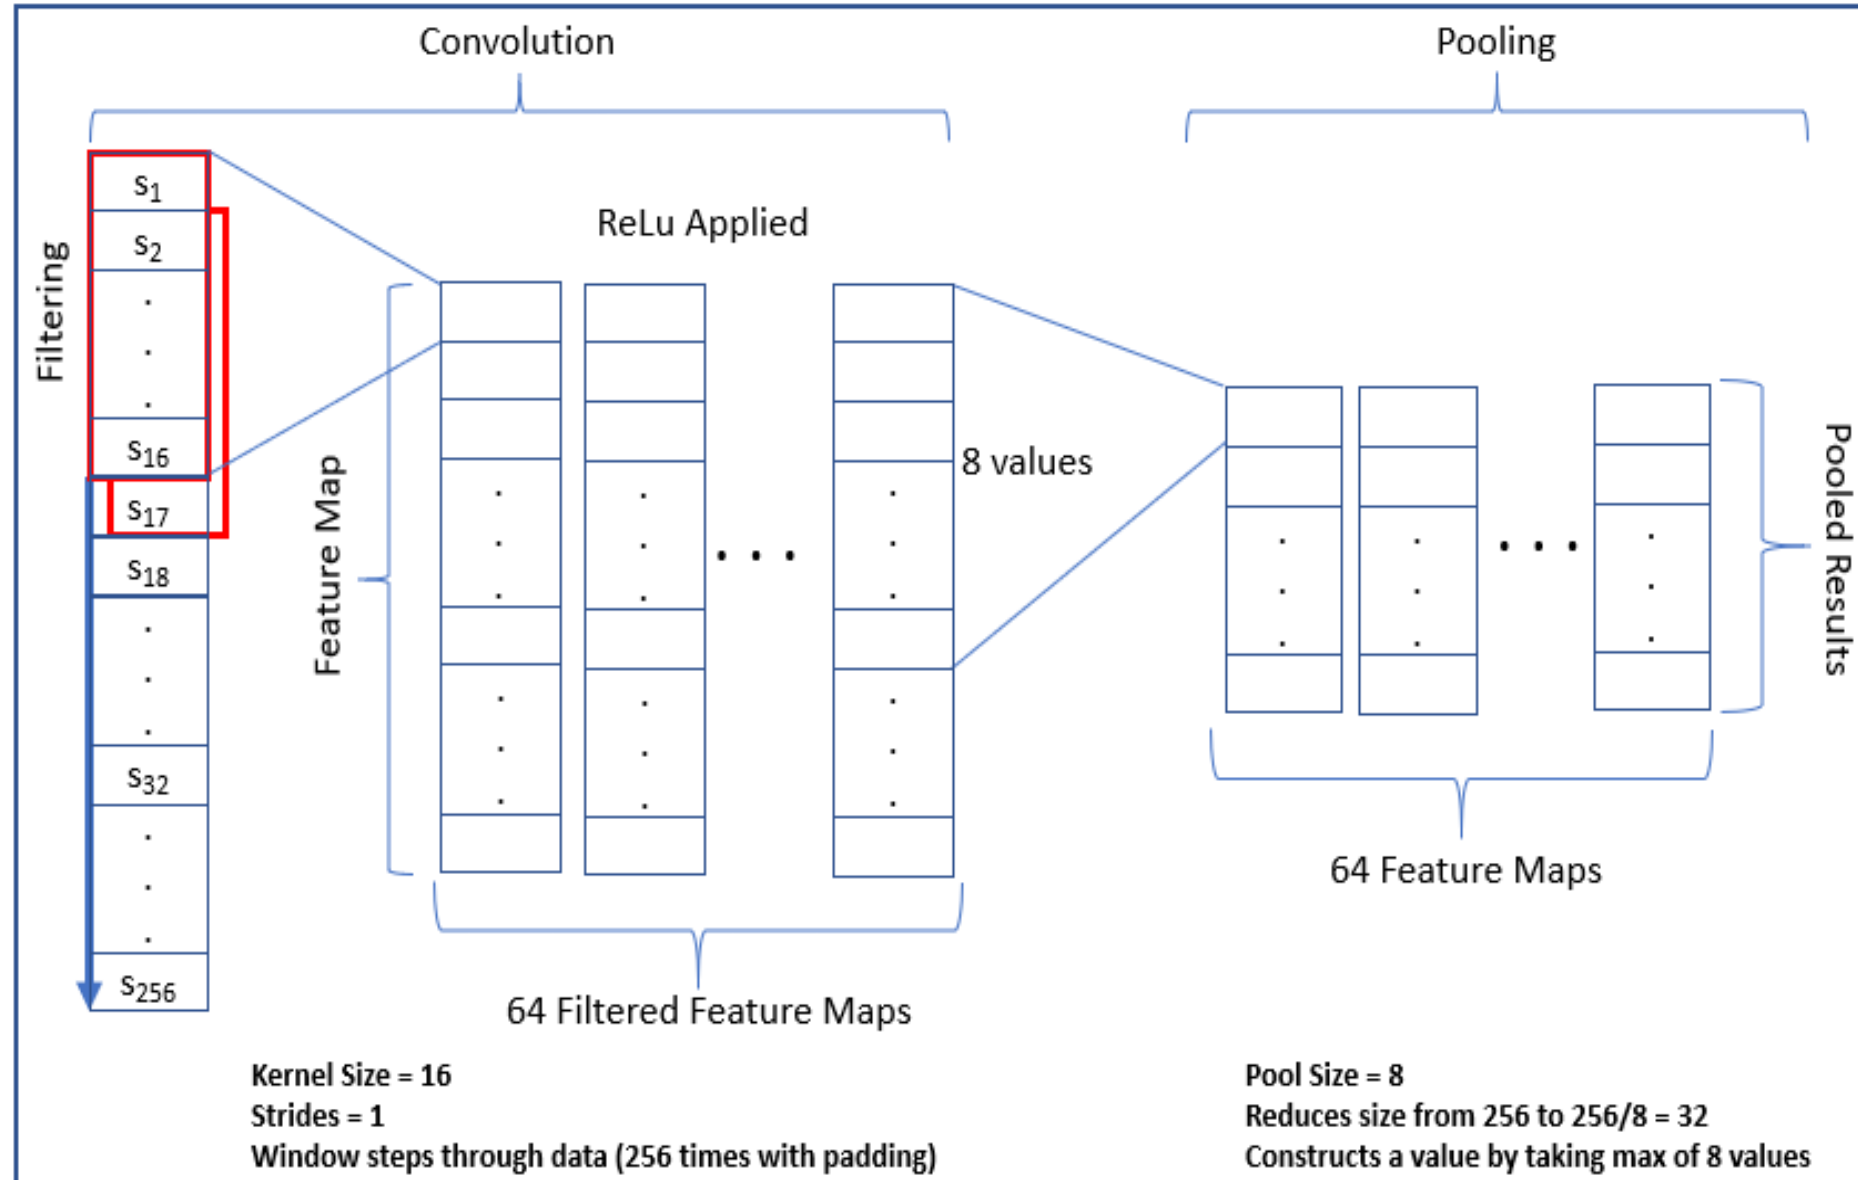 Convolution
Pooling
Filtering
s1
s2
.
.
.
s16
s17
s18
.
.
.
s32
.
.
.
s256
ReLu Applied
Feature Map
8 values
. . .
64 Filtered Feature Maps
. . .
Pooled Results
64 Feature Maps
Kernel Size = 16
Strides = 1
Window steps through data (256 times with padding)
Pool Size = 8
Reduces size from 256 to 256/8 = 32
Constructs a value by taking max of 8 values